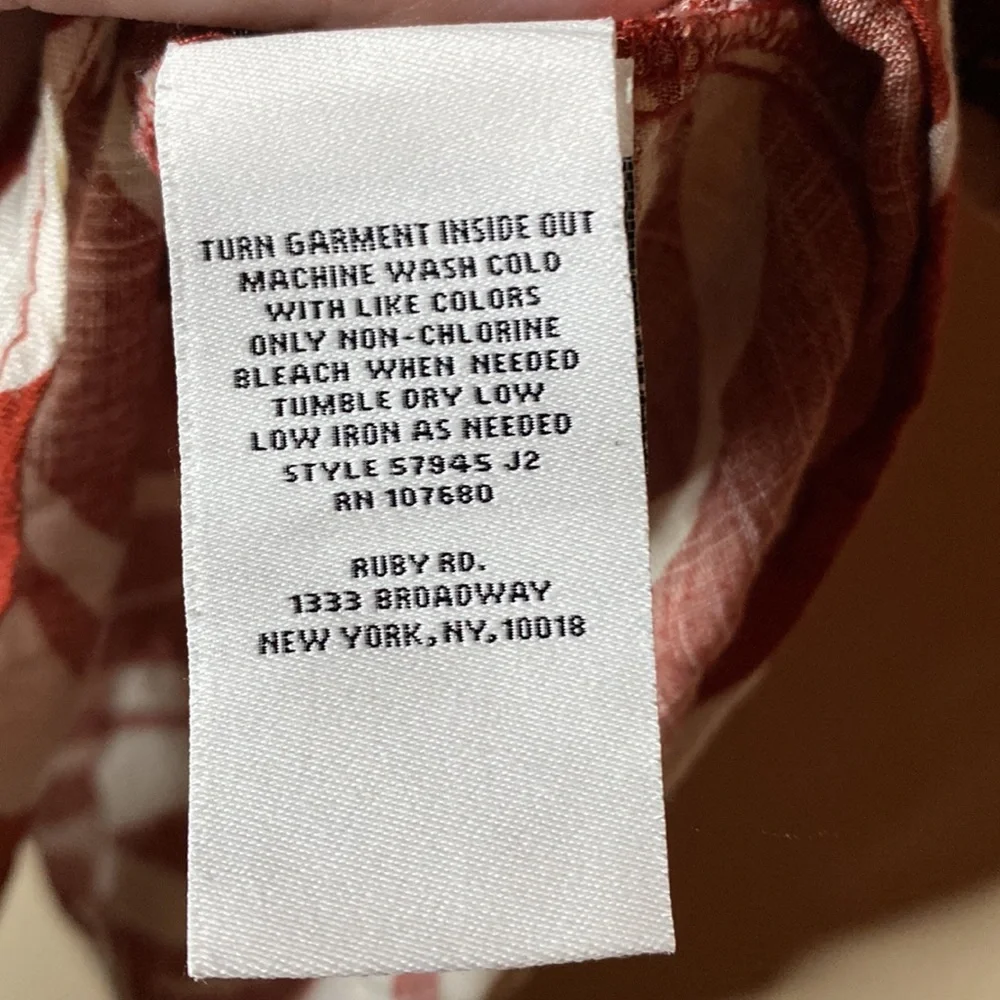 TURN GARMENT INSIDE OUT
MACHINE WASH COLD
WITH LIKE COLORS
ONLY NON-CHLORINE
BLEACH WHEN NEEDED
TUMBLE DRY LOW
LOW IRON AS NEEDED
STYLE 57945 J2
RN 107680
RUBY RD.
1333 BROADWAY
NEW YORK, NY, 10018